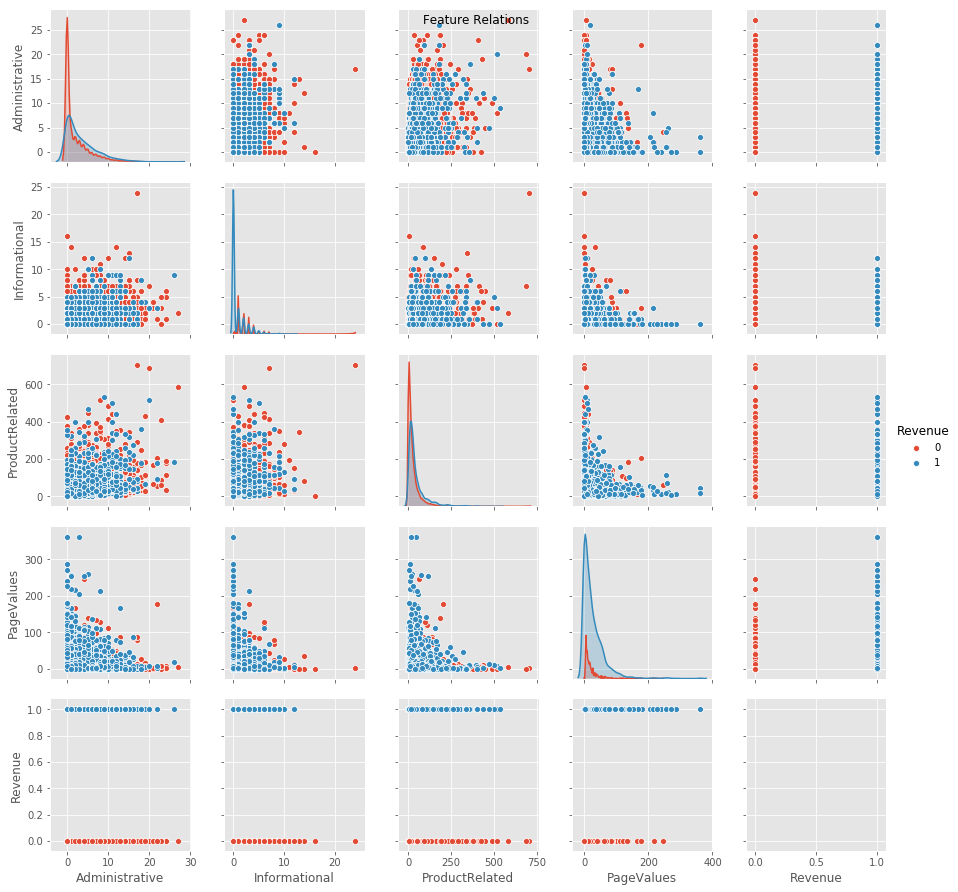 Feature Relations
25
20
15
10
5
0
Administrative
25
20
15
10
5
0
Informational
600
400
200
0
ProductRelated
Revenue
0
1
300
200
100
0
PageValues
1.0
0.8
0.6
0.4
0.2
0.0
Revenue
0 10 20 30
0 10 20
0 250 500 750
0 200 400
0.0 0.5 1.0
Administrative Informational ProductRelated PageValues Revenue